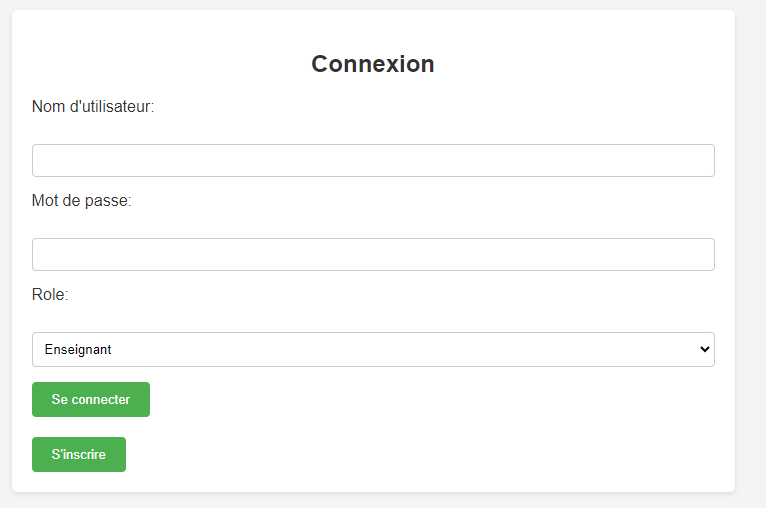 Connexion
Nom d'utilisateur:
Mot de passe:
Role:
Enseignant
Se connecter
S'inscrire